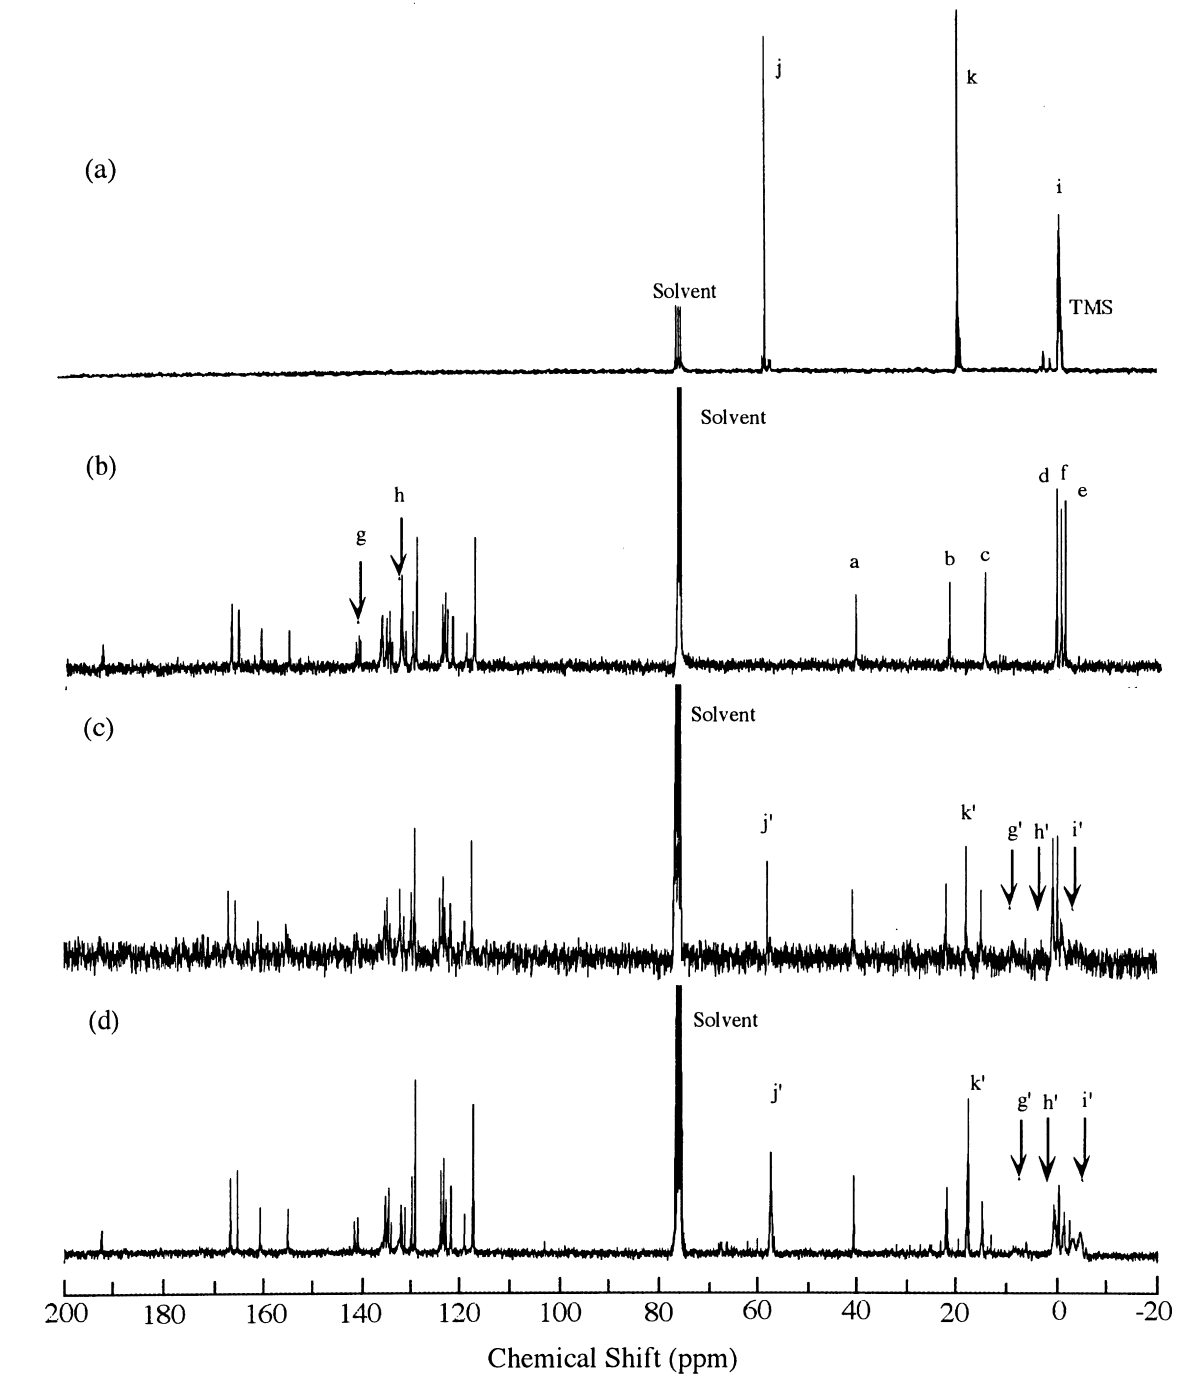 j
k
(a)
i
Solvent
TMS
Solvent
(b)
d f
e
h
g
a b c
Solvent
(c)
j' k' g' h' i'
Solvent
(d)
j' k' g' h' i'
200 180 160 140 120 100 80 60 40 20 0 -20
Chemical Shift (ppm)